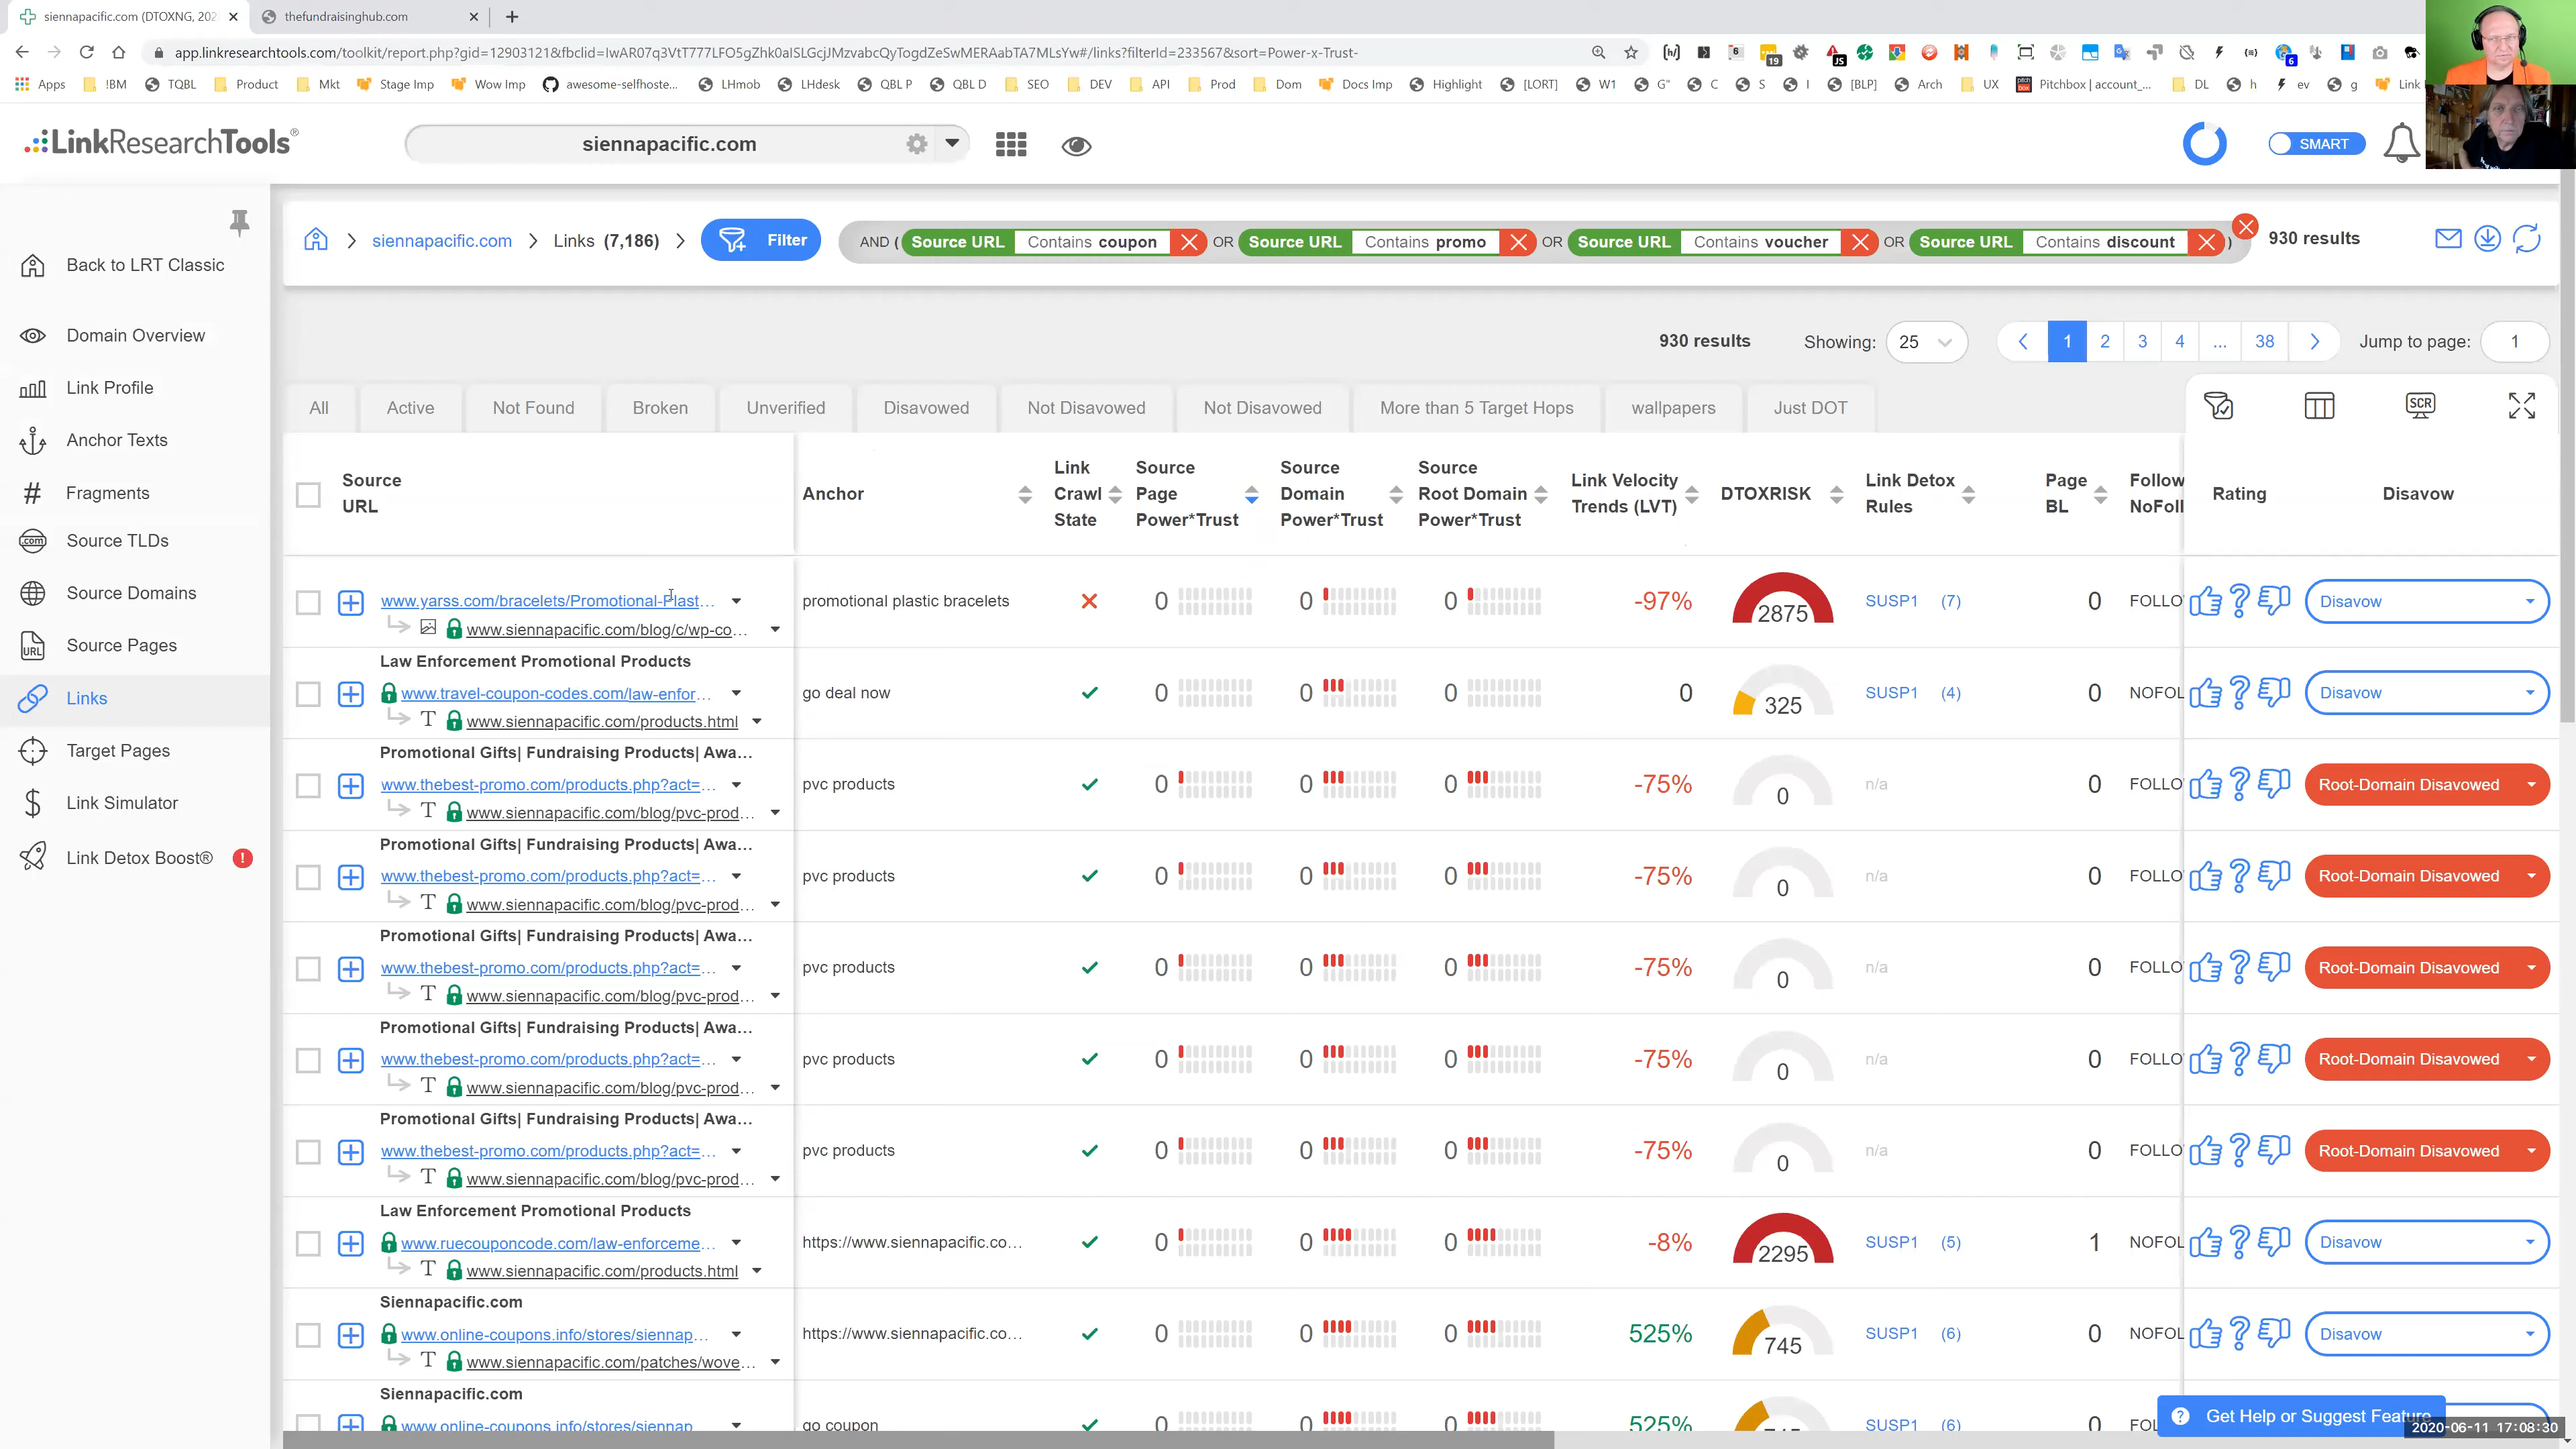 siennapacific.com (DTOXNG, 202
thefundraisinghub.com
app.linkresearchtools.com/toolkit/report.php?gid=12903121&fbclid=IwAR07q3VtT777LFO5gZhk0aISLGcjJMzvabcQyTogdZeSwMERAabTA7MLsYw#/links?filterId=233567&sort=Power-x-Trust-
Apps !BM TQBL Product Mkt Stage Imp Wow Imp awesome-selfhoste... LHmob LHdesk QBL P QBL D SEO DEV API Prod Dom Docs Imp Highlight [LORT] W1 G" C S I [BLP] Arch UX Pitchbox | account_... DL h ev g Link
LinkResearchTools®
siennapacific.com
SMART
siennapacific.com Links (7,186) Filter
AND ( Source URL Contains coupon OR Source URL Contains promo OR Source URL Contains voucher OR Source URL Contains discount )
930 results
Back to LRT Classic
Domain Overview
Link Profile
Anchor Texts
# Fragments
.com Source TLDs
Source Domains
URL Source Pages
Links
Target Pages
$ Link Simulator
Link Detox Boost® !
930 results Showing: 25 1 2 3 4 ... 38 Jump to page: 1
All Active Not Found Broken Unverified Disavowed Not Disavowed Not Disavowed More than 5 Target Hops wallpapers Just DOT SCR
Source URL Anchor Link Crawl State Source Page Power*Trust Source Domain Power*Trust Source Root Domain Power*Trust Link Velocity Trends (LVT) DTOXRISK Link Detox Rules Page BL Follow NoFoll Rating Disavow
www.yarss.com/bracelets/Promotional-Plast... promotional plastic bracelets 0 0 0 -97% 2875 SUSP1 (7) 0 FOLLO Disavow
www.siennapacific.com/blog/c/wp-co...
Law Enforcement Promotional Products
www.travel-coupon-codes.com/law-enfor... go deal now 0 0 0 0 325 SUSP1 (4) 0 NOFOL Disavow
T www.siennapacific.com/products.html
Promotional Gifts| Fundraising Products| Awa...
www.thebest-promo.com/products.php?act=... pvc products 0 0 0 -75% 0 n/a 0 FOLLO Root-Domain Disavowed
T www.siennapacific.com/blog/pvc-prod...
Promotional Gifts| Fundraising Products| Awa...
www.thebest-promo.com/products.php?act=... pvc products 0 0 0 -75% 0 n/a 0 FOLLO Root-Domain Disavowed
T www.siennapacific.com/blog/pvc-prod...
Promotional Gifts| Fundraising Products| Awa...
www.thebest-promo.com/products.php?act=... pvc products 0 0 0 -75% 0 n/a 0 FOLLO Root-Domain Disavowed
T www.siennapacific.com/blog/pvc-prod...
Promotional Gifts| Fundraising Products| Awa...
www.thebest-promo.com/products.php?act=... pvc products 0 0 0 -75% 0 n/a 0 FOLLO Root-Domain Disavowed
T www.siennapacific.com/blog/pvc-prod...
Promotional Gifts| Fundraising Products| Awa...
www.thebest-promo.com/products.php?act=... pvc products 0 0 0 -75% 0 n/a 0 FOLLO Root-Domain Disavowed
T www.siennapacific.com/blog/pvc-prod...
Law Enforcement Promotional Products
www.ruecouponcode.com/law-enforceme... https://www.siennapacific.co... 0 0 0 -8% 2295 SUSP1 (5) 1 NOFOL Disavow
T www.siennapacific.com/products.html
Siennapacific.com
www.online-coupons.info/stores/siennap... https://www.siennapacific.co... 0 0 0 525% 745 SUSP1 (6) 0 NOFOL Disavow
T www.siennapacific.com/patches/wove...
Siennapacific.com
www.online-coupons.info/stores/siennap... go coupon 0 0 0 525% SUSP1 (6) 0
Get Help or Suggest Feature
2020-06-11 17:08:30